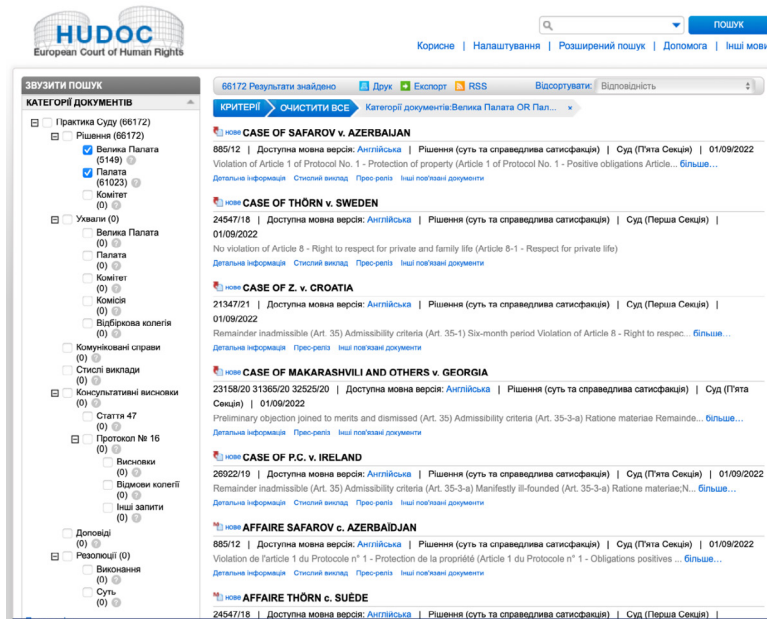 HUDOC
European Court of Human Rights
ПОШУК
Корисне | Налаштування | Розширений пошук | Допомога | Інші мови
ЗВУЗИТИ ПОШУК
КАТЕГОРІЇ ДОКУМЕНТІВ
Практика Суду (66172)
Рішення (66172)
Велика Палата
(5149)
Палата
(61023)
Комітет
(0)
Ухвали (0)
Велика Палата
(0)
Палата
(0)
Комітет
(0)
Комісія
(0)
Відбіркова колегія
(0)
Комуніковані справи
(0)
Стислі виклади
(0)
Консультативні висновки
(0)
Стаття 47
(0)
Протокол № 16
(0)
Висновки
(0)
Відмови колегії
(0)
Інші запити
(0)
Доповіді
(0)
Резолюції (0)
Виконання
(0)
Суть
(0)
66172 Результати знайдено Друк Експорт RSS Відсортувати: Відповідність
КРИТЕРІЇ ОЧИСТИТИ ВСЕ Категорії документів:Велика Палата OR Пал... ×
нове CASE OF SAFAROV v. AZERBAIJAN
885/12 | Доступна мовна версія: Англійська | Рішення (суть та справедлива сатисфакція) | Суд (П'ята Секція) | 01/09/2022
Violation of Article 1 of Protocol No. 1 - Protection of property (Article 1 of Protocol No. 1 - Positive obligations Article... більше…
Детальна інформація Стислий виклад Прес-реліз Інші пов'язані документи
нове CASE OF THÖRN v. SWEDEN
24547/18 | Доступна мовна версія: Англійська | Рішення (суть та справедлива сатисфакція) | Суд (Перша Секція) |
01/09/2022
No violation of Article 8 - Right to respect for private and family life (Article 8-1 - Respect for private life)
Детальна інформація Стислий виклад Прес-реліз Інші пов'язані документи
нове CASE OF Z. v. CROATIA
21347/21 | Доступна мовна версія: Англійська | Рішення (суть та справедлива сатисфакція) | Суд (Перша Секція) |
01/09/2022
Remainder inadmissible (Art. 35) Admissibility criteria (Art. 35-1) Six-month period Violation of Article 8 - Right to respec... більше…
Детальна інформація Прес-реліз Інші пов'язані документи
нове CASE OF MAKARASHVILI AND OTHERS v. GEORGIA
23158/20 31365/20 32525/20 | Доступна мовна версія: Англійська | Рішення (суть та справедлива сатисфакція) | Суд (П'ята
Секція) | 01/09/2022
Preliminary objection joined to merits and dismissed (Art. 35) Admissibility criteria (Art. 35-3-a) Ratione materiae Remainde... більше…
Детальна інформація Прес-реліз Інші пов'язані документи
нове CASE OF P.C. v. IRELAND
26922/19 | Доступна мовна версія: Англійська | Рішення (суть та справедлива сатисфакція) | Суд (П'ята Секція) | 01/09/2022
Remainder inadmissible (Art. 35) Admissibility criteria (Art. 35-3-a) Manifestly ill-founded (Art. 35-3-a) Ratione materiae;N... більше…
Детальна інформація Стислий виклад Прес-реліз Інші пов'язані документи
нове AFFAIRE SAFAROV c. AZERBAÏDJAN
885/12 | Доступна мовна версія: Англійська | Рішення (суть та справедлива сатисфакція) | Суд (П'ята Секція) | 01/09/2022
Violation de l'article 1 du Protocole n° 1 - Protection de la propriété (Article 1 du Protocole n° 1 - Obligations positives ... більше…
Детальна інформація Стислий виклад Прес-реліз Інші пов'язані документи
нове AFFAIRE THÖRN c. SUÈDE
24547/18 | Доступна мовна версія: Англійська | Рішення (суть та справедлива сатисфакція) | Суд (Перша Секція) |